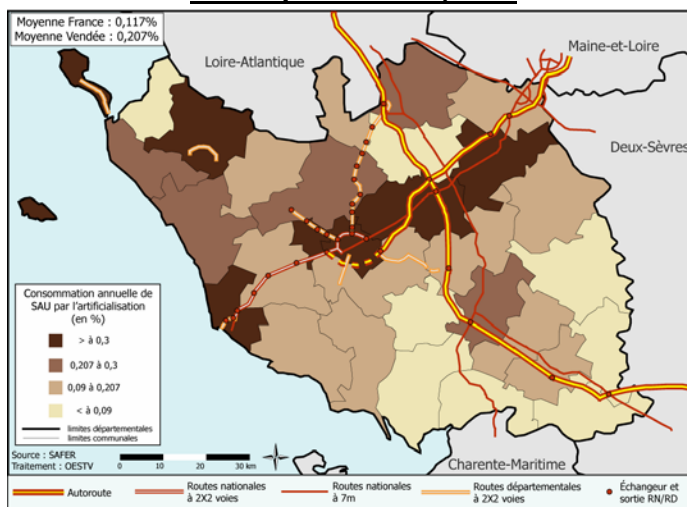 Moyenne France : 0,117%
Moyenne Vendée : 0,207%
Loire-Atlantique
Maine-et-Loire
Deux-Sèvres
Consommation annuelle de
SAU par l'artificialisation
(en %)
> à 0,3
0,207 à 0,3
0,09 à 0,207
< à 0,09
limites départementales
limites communales
Source : SAFER
Traitement : OESTV
0 10 20 30 km
Charente-Maritime
Autoroute
Routes nationales
à 2X2 voies
Routes nationales
à 7m
Routes départementales
à 2X2 voies
Échangeur et
sortie RN/RD